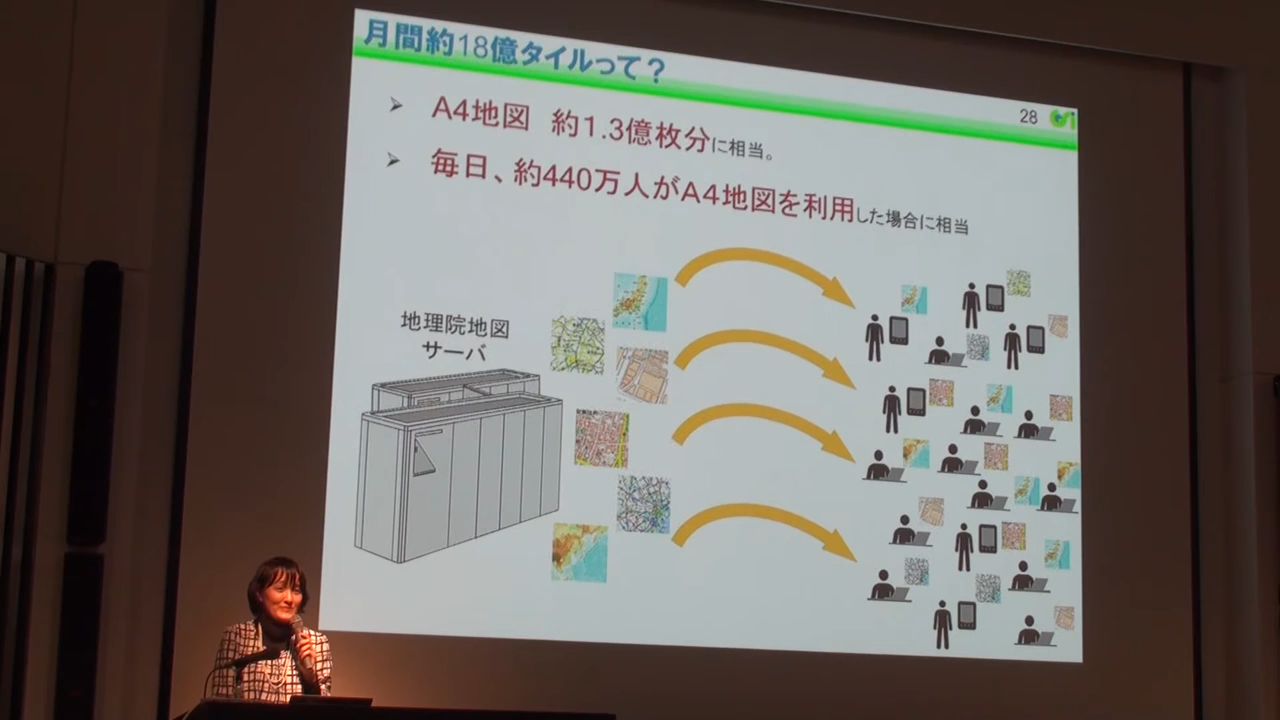 月間約18億タイルって？
28
➢ A4地図　約1.3億枚分に相当。
➢ 毎日、約440万人がA4地図を利用した場合に相当
地理院地図
サーバ